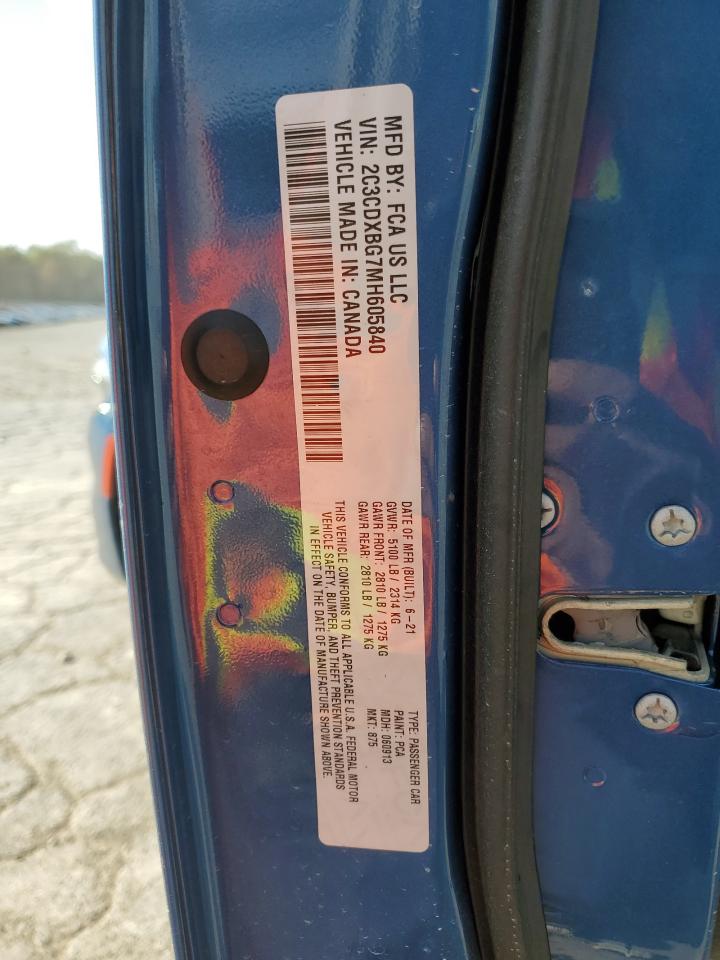 MFD BY: FCA US LLC
VIN: 2C3CDXBG7MH605840
VEHICLE MADE IN: CANADA
DATE OF MFR (BUILT): 6-21
GVWR: 5100 LB / 2314 KG
GAWR FRONT: 2810 LB / 1275 KG
GAWR REAR: 2810 LB / 1275 KG
TYPE: PASSENGER CAR
PAINT: PCA
MDH: 060913
MKT: 875
THIS VEHICLE CONFORMS TO ALL APPLICABLE U.S.A. FEDERAL MOTOR
VEHICLE SAFETY, BUMPER, AND THEFT PREVENTION STANDARDS
IN EFFECT ON THE DATE OF MANUFACTURE SHOWN ABOVE.